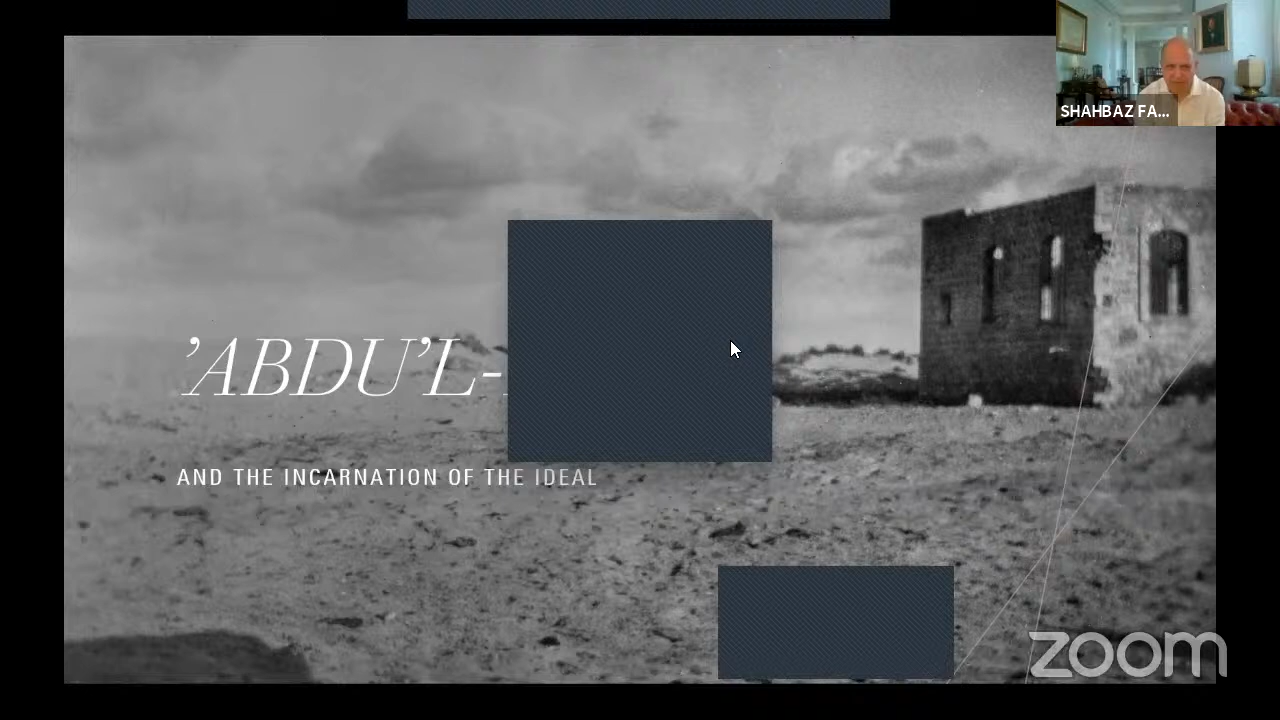 SHAHBAZ FA...
’ABDU’L-
AND THE INCARNATION OF THE IDEAL
zoom